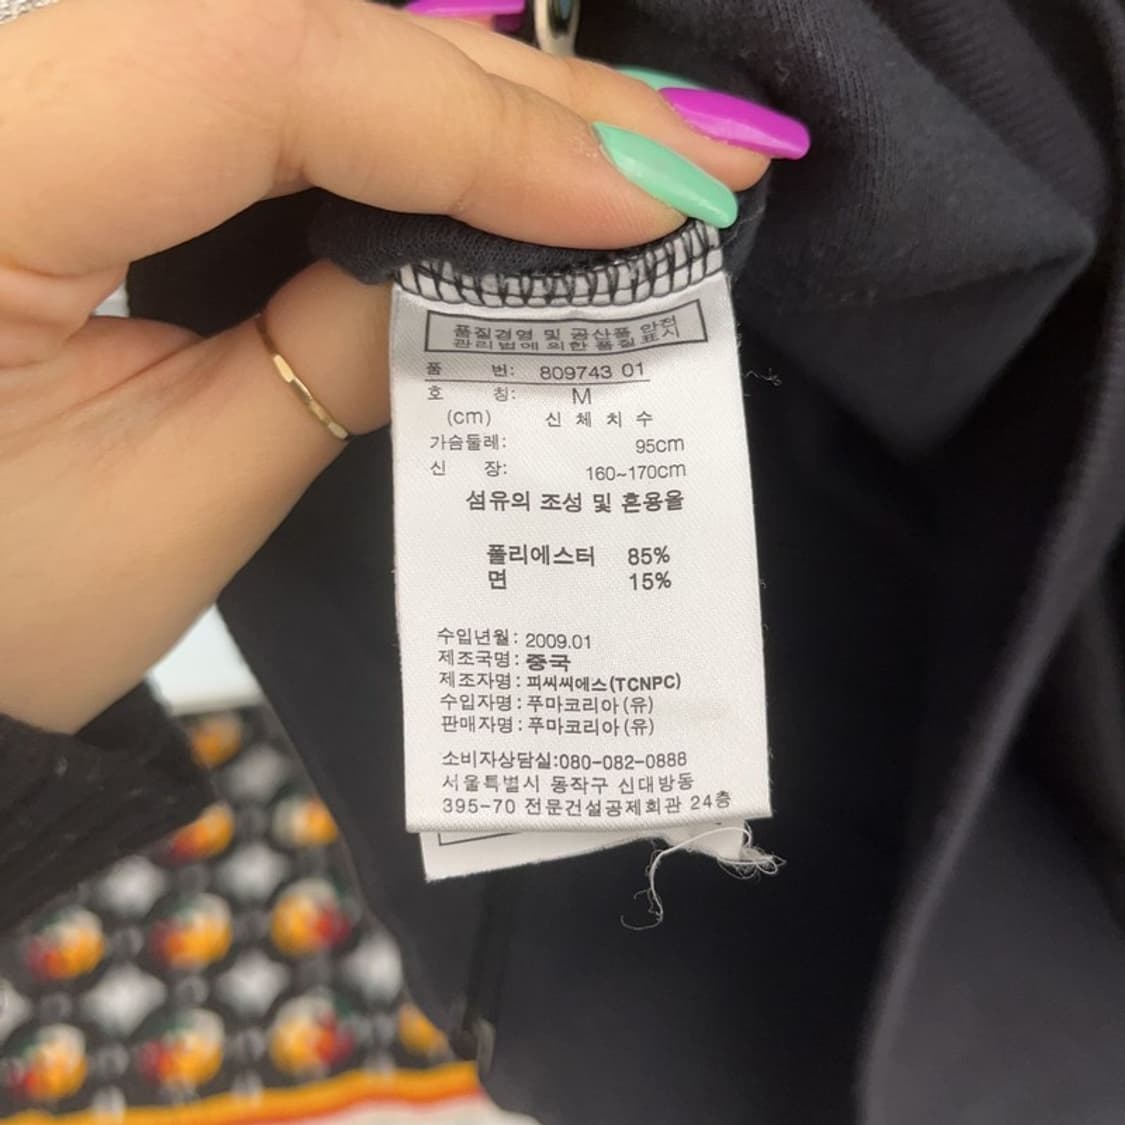 품질경영 및 공산품 안전
관리법에 의한 품질표시
품 번: 809743 01
호 칭: M
(cm) 신 체 치 수
가슴둘레: 95cm
신 장: 160~170cm
섬유의 조성 및 혼용율
폴리에스터 85%
면 15%
수입년월: 2009.01
제조국명: 중국
제조자명: 피씨씨에스(TCNPC)
수입자명: 푸마코리아(유)
판매자명: 푸마코리아(유)
소비자상담실:080-082-0888
서울특별시 동작구 신대방동
395-70 전문건설공제회관 24층